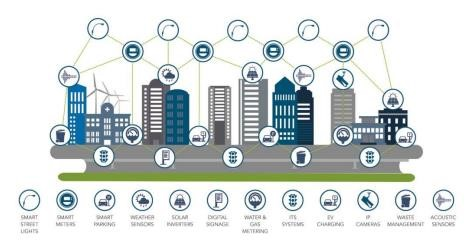 SMART
STREET
LIGHTS
SMART
METERS
SMART
PARKING
WEATHER
SENSORS
SOLAR
INVERTERS
DIGITAL
SIGNAGE
WATER &
GAS
METERING
ITS
SYSTEMS
EV
CHARGING
IP
CAMERAS
WASTE
MANAGEMENT
ACOUSTIC
SENSORS